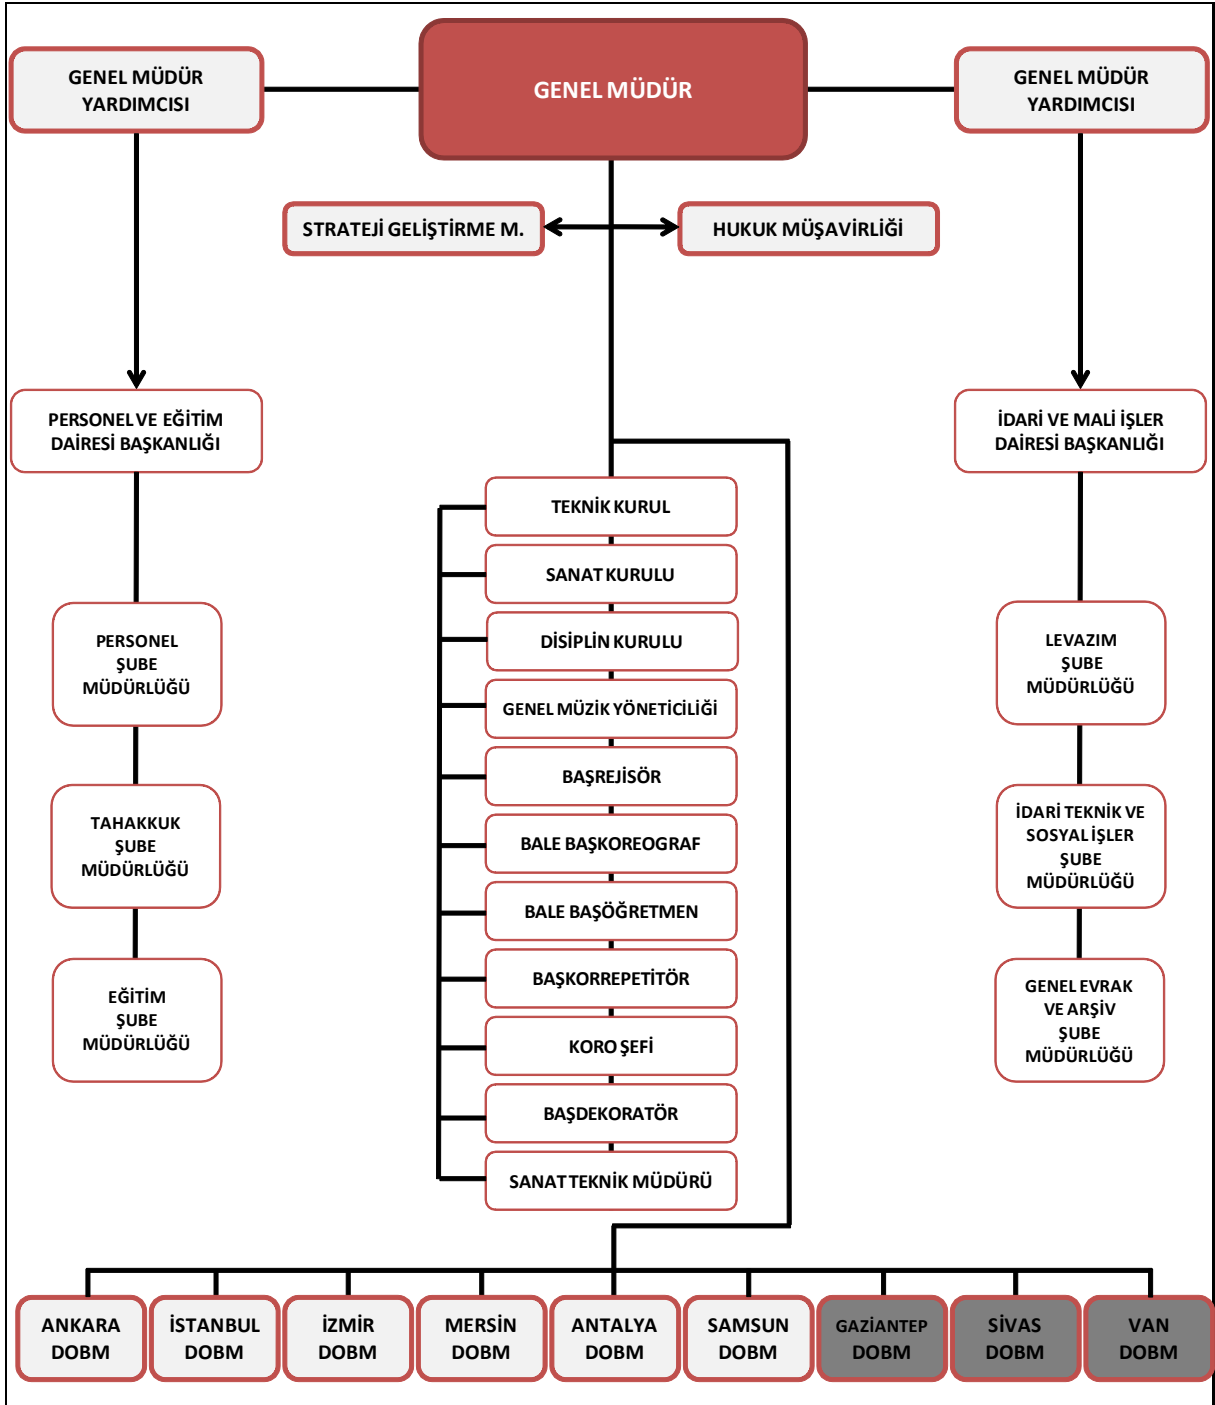 GENEL MÜDÜR
YARDIMCISI
GENEL MÜDÜR
GENEL MÜDÜR
YARDIMCISI
STRATEJİ GELİŞTİRME M.
HUKUK MÜŞAVİRLİĞİ
PERSONEL VE EĞİTİM
DAİRESİ BAŞKANLIĞI
İDARİ VE MALİ İŞLER
DAİRESİ BAŞKANLIĞI
PERSONEL
ŞUBE
MÜDÜRLÜĞÜ
TAHAKKUK
ŞUBE
MÜDÜRLÜĞÜ
EĞİTİM
ŞUBE
MÜDÜRLÜĞÜ
TEKNİK KURUL
SANAT KURULU
DİSİPLİN KURULU
GENEL MÜZİK YÖNETİCİLİĞİ
BAŞREJİSÖR
BALE BAŞKOREOGRAF
BALE BAŞÖĞRETMEN
BAŞKORREPETİTÖR
KORO ŞEFİ
BAŞDEKORATÖR
SANAT TEKNİK MÜDÜRÜ
LEVAZIM
ŞUBE
MÜDÜRLÜĞÜ
İDARİ TEKNİK VE
SOSYAL İŞLER
ŞUBE
MÜDÜRLÜĞÜ
GENEL EVRAK
VE ARŞİV
ŞUBE
MÜDÜRLÜĞÜ
ANKARA
DOBM
İSTANBUL
DOBM
İZMİR
DOBM
MERSİN
DOBM
ANTALYA
DOBM
SAMSUN
DOBM
GAZİANTEP
DOBM
SİVAS
DOBM
VAN
DOBM